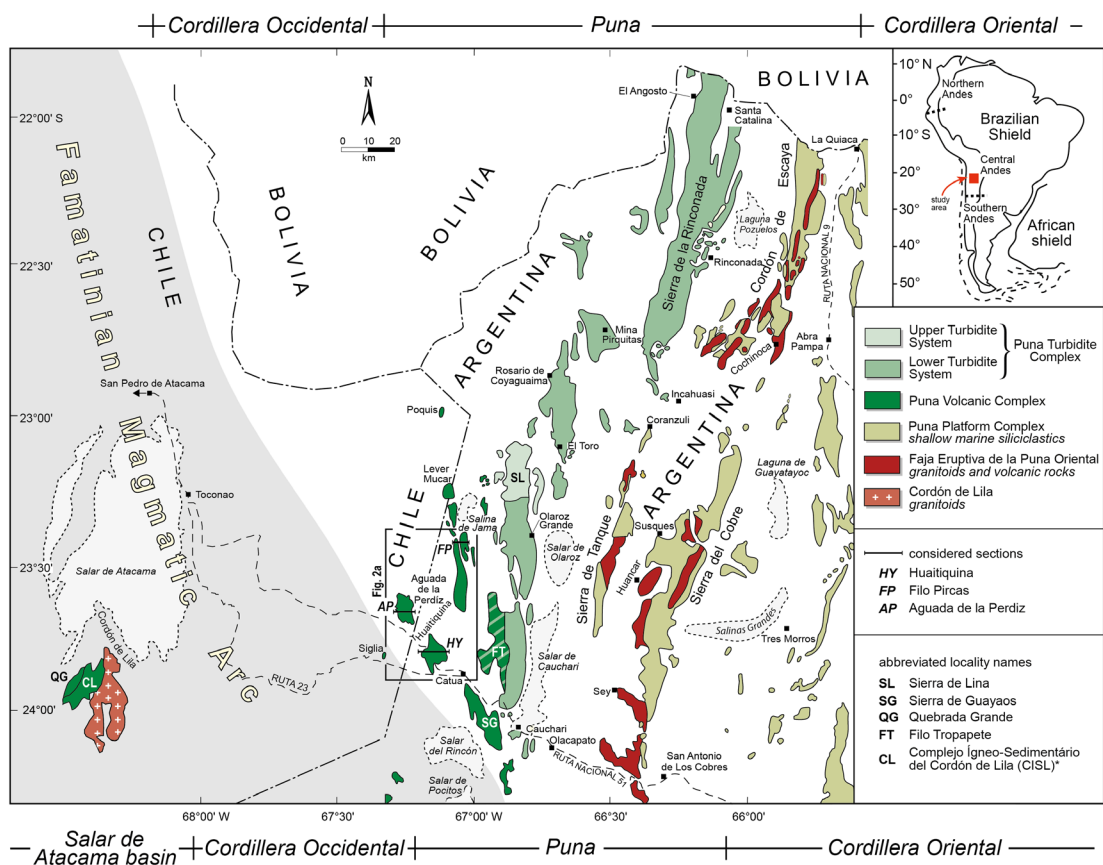 Cordillera Occidental
Puna
Cordillera Oriental
BOLIVIA
El Angosto
Santa
Catalina
La Quiaca
N
0 10 20
km
22°00' S
22°30'
23°00'
23°30'
24°00'
Famatinian
Magmatic
Arc
CHILE
BOLIVIA
BOLIVIA
ARGENTINA
Sierra de la Rinconada
Laguna
Pozuelos
Rinconada
Cordón de Escaya
RUTA NACIONAL 9
Mina
Pirquitas
Cochinoca
Abra
Pampa
Rosario de
Coyaguaima
San Pedro de Atacama
Incahuasi
Poquis
Coranzuli
El Toro
ARGENTINA
Lever
Mucar
SL
Laguna de
Guayatayoc
Toconao
CHILE
Salina
de Jama
Olaroz
Grande
Susques
FP
Salar de
Olaroz
Sierra de Tanque
Huancar
Sierra del Cobre
Salar de Atacama
Fig. 2a
Aguada de
la Perdíz
AP
Huaitiquina
Salinas Grandes
Tres Morros
Cordón de Lila
HY
FT
Salar de
Cauchari
Siglia
Catua
QG
CL
RUTA 23
Sey
SG
Cauchari
Olacapato
Salar
del Rincón
RUTA NACIONAL 51
San Antonio
de Los Cobres
Salar de
Pocitos
68°00' W
67°30'
67°00' W
66°30'
66°00'
Salar de
Atacama basin
Cordillera Occidental
Puna
Cordillera Oriental
10° N
0°
10° S
20°
30°
40°
50°
Northern
Andes
Brazilian
Shield
Central
Andes
study
area
Southern
Andes
African
shield
Upper Turbidite
System
Lower Turbidite
System
Puna Turbidite
Complex
Puna Volcanic Complex
Puna Platform Complex
shallow marine siliciclastics
Faja Eruptiva de la Puna Oriental
granitoids and volcanic rocks
Cordón de Lila
granitoids
considered sections
HY Huaitiquina
FP Filo Pircas
AP Aguada de la Perdiz
abbreviated locality names
SL Sierra de Lina
SG Sierra de Guayaos
QG Quebrada Grande
FT Filo Tropapete
CL Complejo Ígneo-Sedimentário
del Cordón de Lila (CISL)*